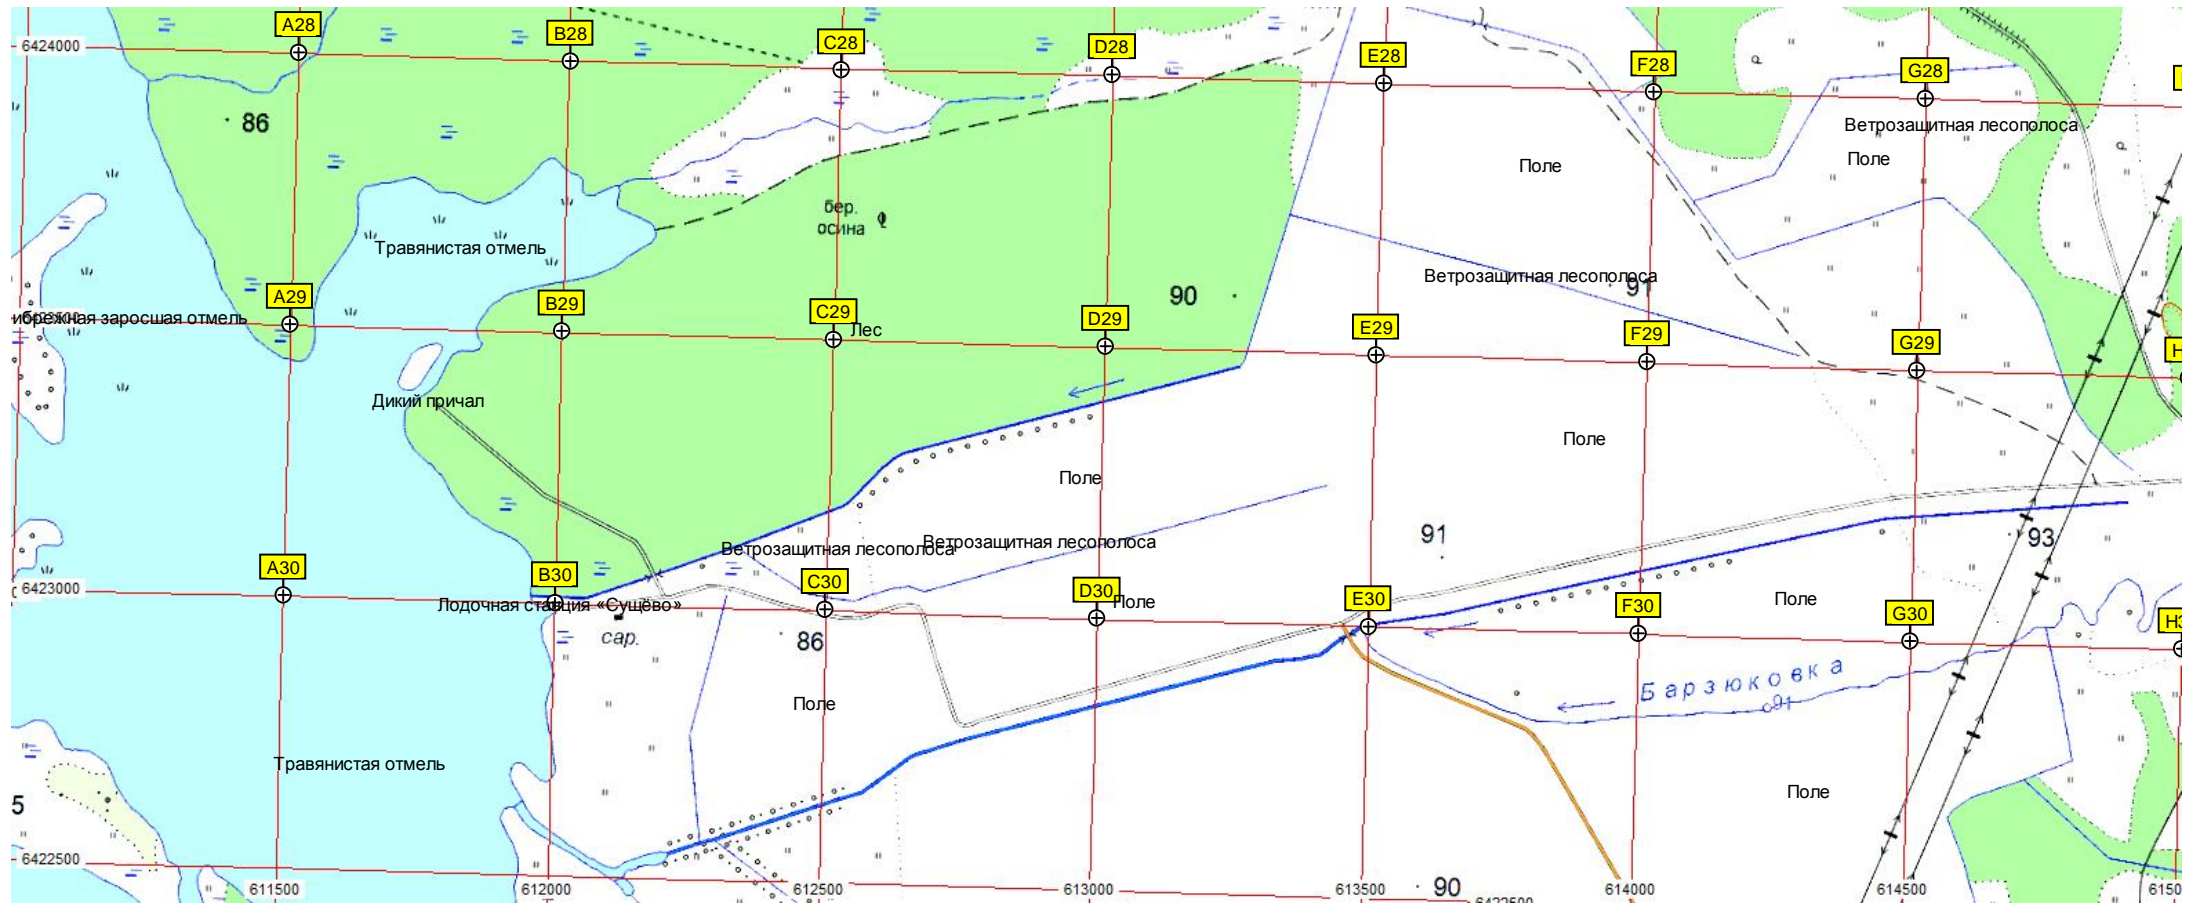 A28
B28
C28
D28
E28
F28
G28
6424000
86
Ветрозащитная лесополоса
Поле
Поле
бер.
осина
Травянистая отмель
Ветрозащитная лесополоса
91
90
A29
B29
C29
D29
E29
F29
G29
ибрежная заросшая отмель
Лес
Дикий причал
Поле
Поле
91
93
Ветрозащитная лесополоса
Ветрозащитная лесополоса
A30
B30
C30
D30
E30
F30
G30
6423000
Лодочная станция «Сущёво»
Поле
Поле
сар.
86
Барзюковка
Поле
Травянистая отмель
Поле
5
6422500
611500
612000
612500
613000
613500
614000
614500
90